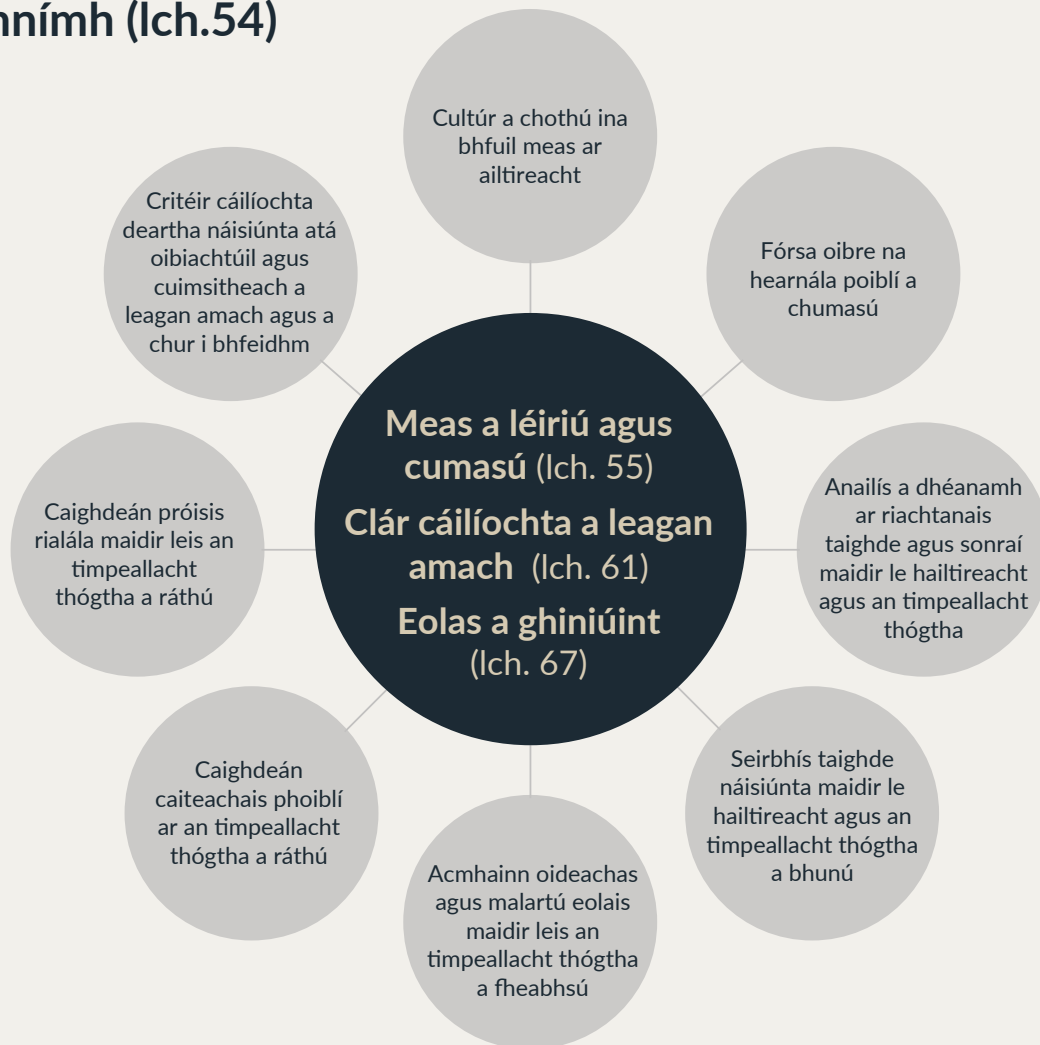 (lch.54)
Cultúr a chothú ina
bhfuil meas ar
ailtireacht
Critéir cáilíochta
deartha náisiúnta atá
oibiachtúil agus
cuimsitheach a
leagan amach agus a
chur i bhfeidhm
Fórsa oibre na
hearnála poiblí a
chumasú
Meas a léiriú agus
cumasú (lch. 55)
Clár cáilíochta a leagan
amach (lch. 61)
Eolas a ghiniúint
(lch. 67)
Caighdeán próisis
rialála maidir leis an
timpeallacht
thógtha a ráthú
Anailís a dhéanamh
ar riachtanais
taighde agus sonraí
maidir le hailtireacht
agus an timpeallacht
thógtha
Caighdeán
caiteachais phoiblí
ar an timpeallacht
thógtha a ráthú
Seirbhís taighde
náisiúnta maidir le
hailtireacht agus an
timpeallacht thógtha
a bhunú
Acmhainn oideachas
agus malartú eolais
maidir leis an
timpeallacht thógtha
a fheabhsú